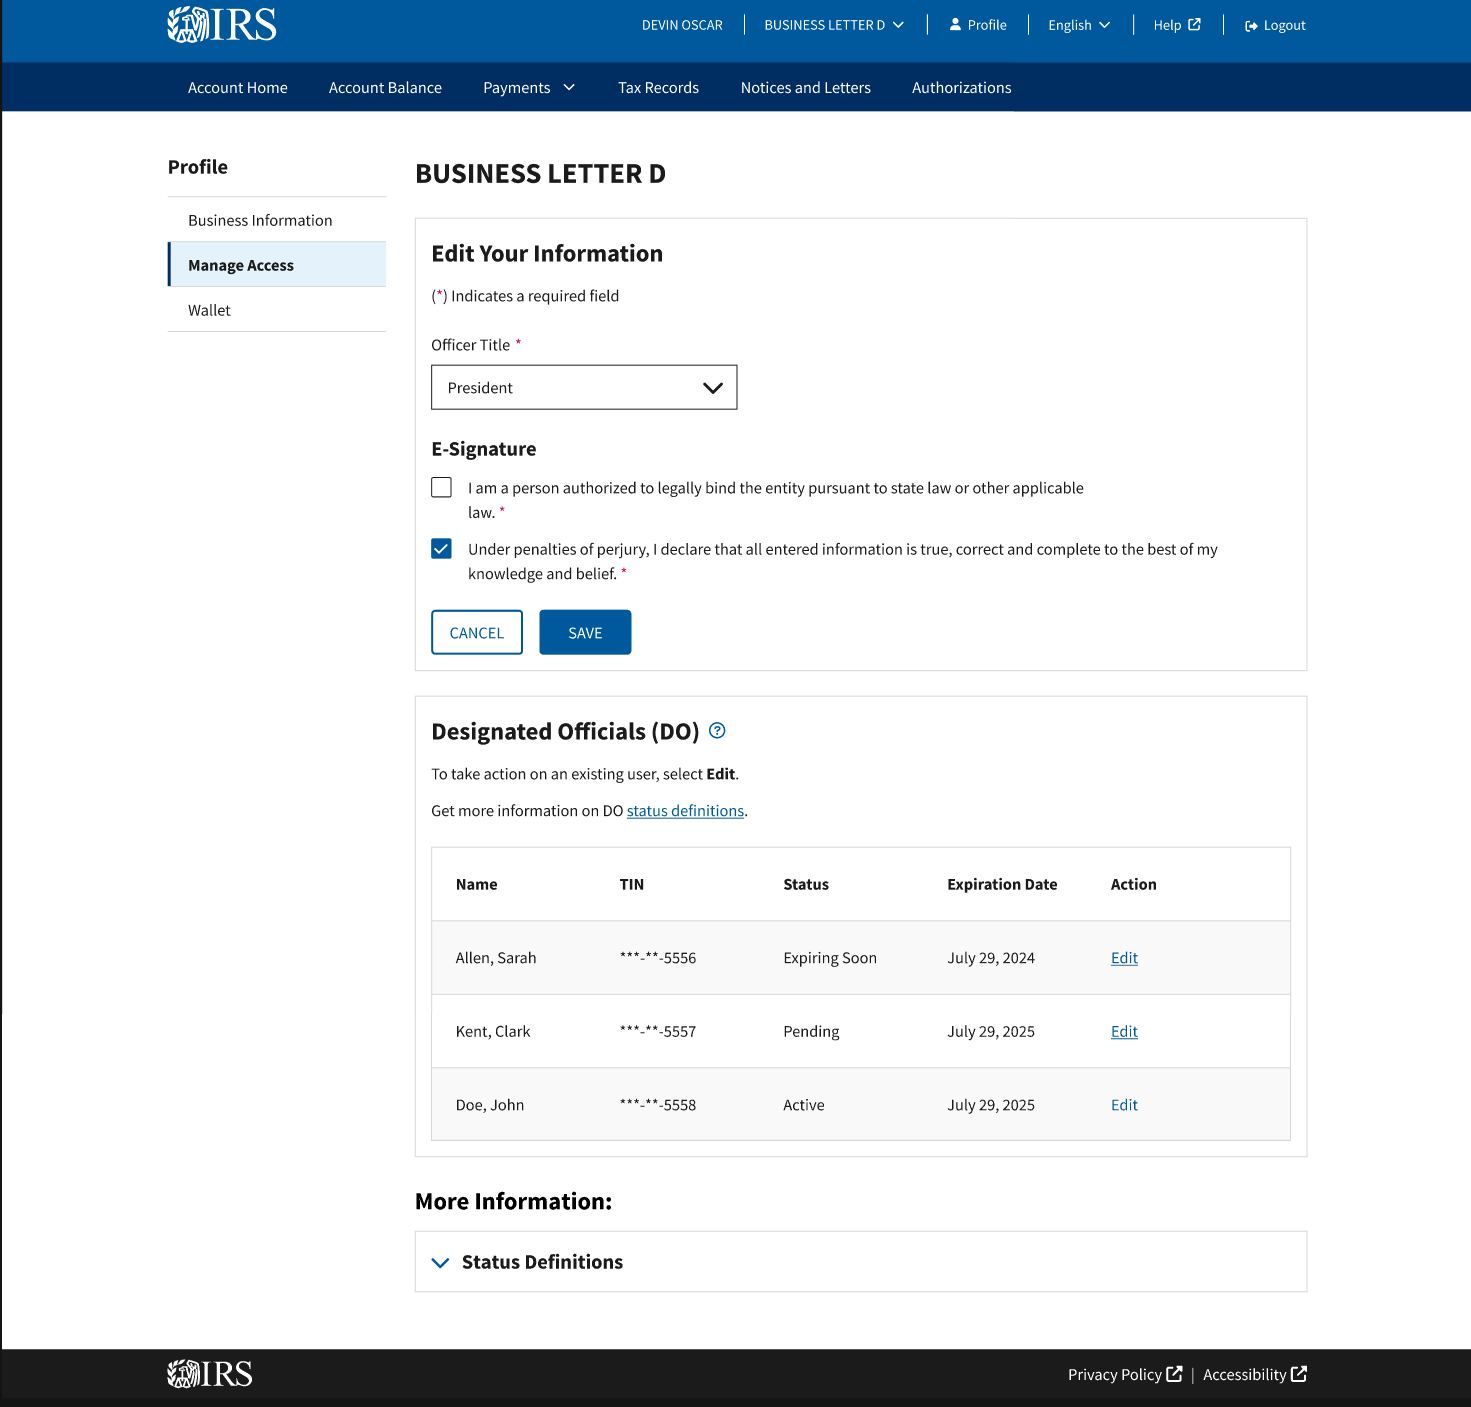 IRS
DEVIN OSCAR
BUSINESS LETTER D
Profile
English
Help
Logout
Account Home
Account Balance
Payments
Tax Records
Notices and Letters
Authorizations
Profile
Business Information
Manage Access
Wallet
BUSINESS LETTER D
Edit Your Information
(*) Indicates a required field
Officer Title *
President
E-Signature
I am a person authorized to legally bind the entity pursuant to state law or other applicable
law. *
Under penalties of perjury, I declare that all entered information is true, correct and complete to the best of my
knowledge and belief. *
CANCEL
SAVE
Designated Officials (DO)
To take action on an existing user, select Edit.
Get more information on DO status definitions.
Name TIN Status Expiration Date Action
Allen, Sarah ***-**-5556 Expiring Soon July 29, 2024 Edit
Kent, Clark ***-**-5557 Pending July 29, 2025 Edit
Doe, John ***-**-5558 Active July 29, 2025 Edit
More Information:
Status Definitions
IRS
Privacy Policy | Accessibility